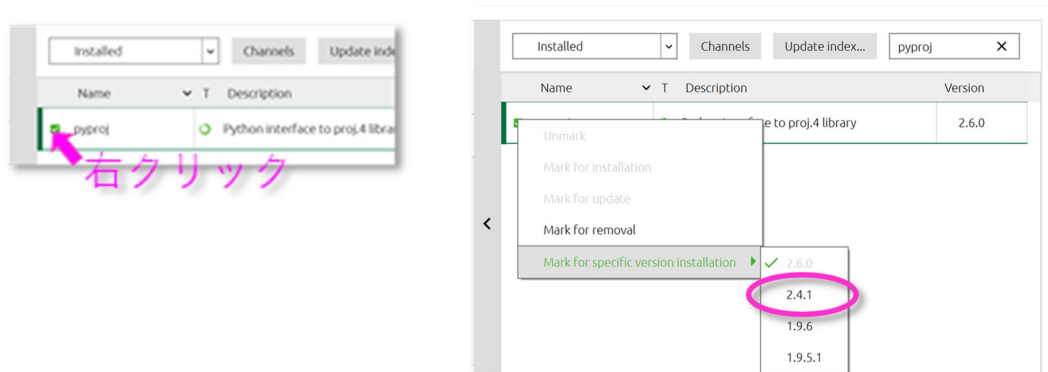 Installed
Channels
Update inde
Name
T
Description
pyproj
Python interface to proj.4 libra
右クリック
Installed
Channels
Update index...
pyproj
Name
T
Description
Version
ce to proj.4 library
2.6.0
Unmark
Mark for installation
Mark for update
Mark for removal
Mark for specific version installation
2.6.0
2.4.1
1.9.6
1.9.5.1